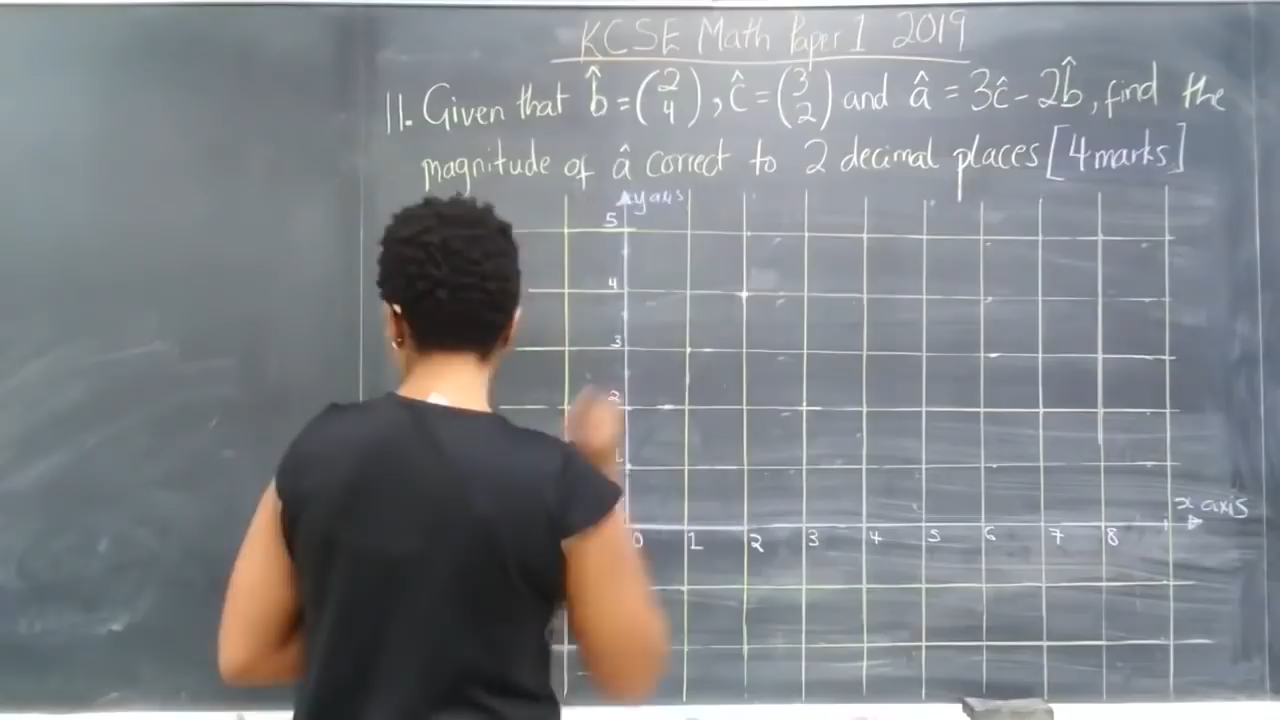 KCSE Math Paper 1 2019
11. Given that b̂ = (2 4), ĉ = (3 2) and â = 3ĉ - 2b̂, find the
magnitude of â correct to 2 decimal places [4 marks]
y axis
5
4
3
2
1
x axis
0 1 2 3 4 5 6 7 8